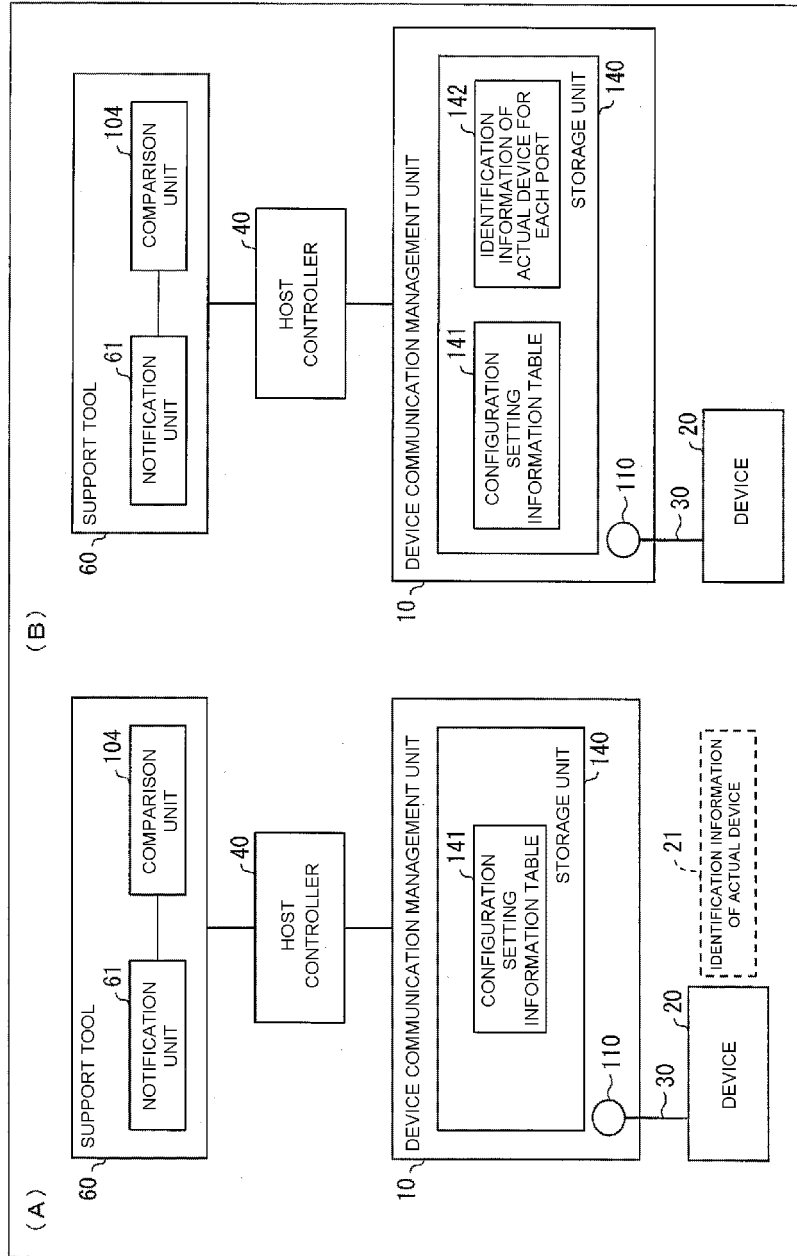 (A)
SUPPORT TOOL
60
61
NOTIFICATION
UNIT
104
COMPARISON
UNIT
40
HOST
CONTROLLER
DEVICE COMMUNICATION MANAGEMENT UNIT
10
141
CONFIGURATION
SETTING
INFORMATION TABLE
STORAGE UNIT
140
110
30
20
DEVICE
21
IDENTIFICATION INFORMATION
OF ACTUAL DEVICE
(B)
SUPPORT TOOL
60
61
NOTIFICATION
UNIT
104
COMPARISON
UNIT
40
HOST
CONTROLLER
DEVICE COMMUNICATION MANAGEMENT UNIT
10
141
CONFIGURATION
SETTING
INFORMATION TABLE
142
IDENTIFICATION
INFORMATION OF
ACTUAL DEVICE FOR
EACH PORT
STORAGE UNIT
140
110
30
20
DEVICE